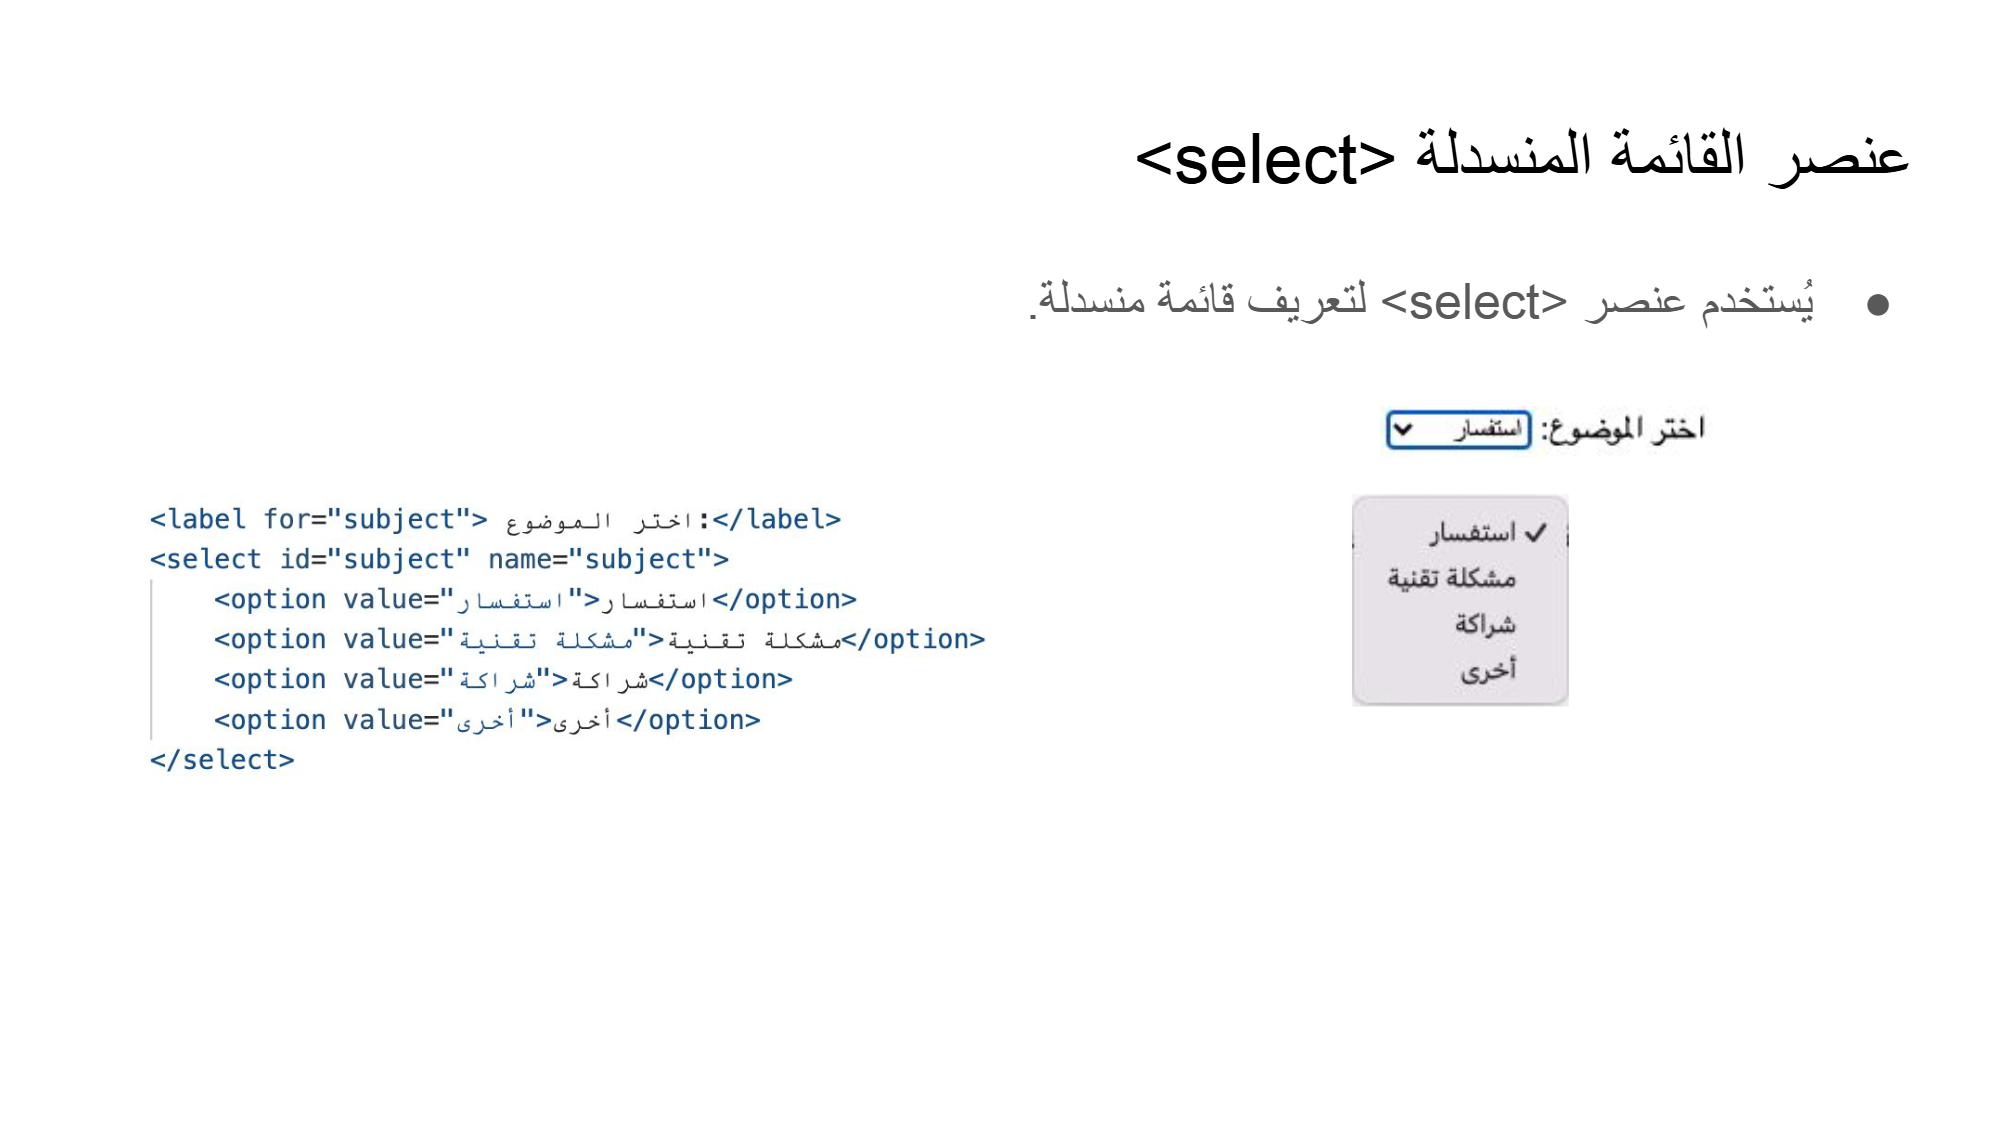 عنصر القائمة المنسدلة <select>
● يُستخدم عنصر <select> لتعريف قائمة منسدلة.
اختر الموضوع: استفسار
✓ استفسار
مشكلة تقنية
شراكة
أخرى
<label for="subject"> اختر الموضوع:</label>
<select id="subject" name="subject">
<option value="استفسار">استفسار</option>
<option value="مشكلة تقنية">مشكلة تقنية</option>
<option value="شراكة">شراكة</option>
<option value="أخرى">أخرى</option>
</select>